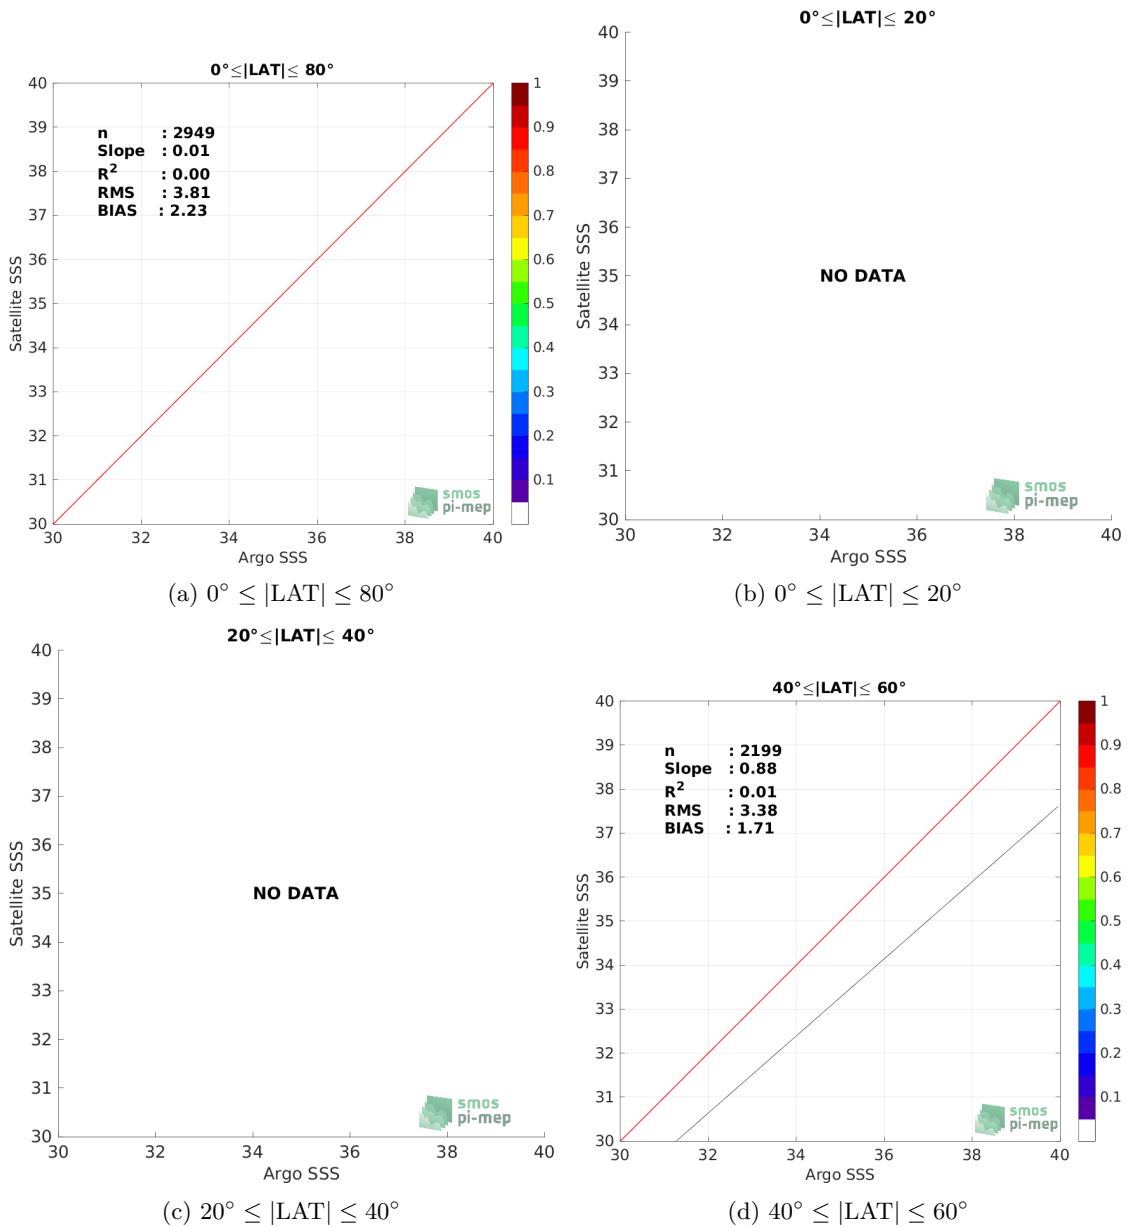 0°≤|LAT|≤ 80°
40
39
38
37
36
35
34
33
32
31
30
Satellite SSS
n : 2949
Slope : 0.01
R² : 0.00
RMS : 3.81
BIAS : 2.23
smos
pi-mep
30 32 34 36 38 40
Argo SSS
1
0.9
0.8
0.7
0.6
0.5
0.4
0.3
0.2
0.1
(a) 0° ≤ |LAT| ≤ 80°
0°≤|LAT|≤ 20°
40
39
38
37
36
35
34
33
32
31
30
Satellite SSS
NO DATA
smos
pi-mep
30 32 34 36 38 40
Argo SSS
(b) 0° ≤ |LAT| ≤ 20°
20°≤|LAT|≤ 40°
40
39
38
37
36
35
34
33
32
31
30
Satellite SSS
NO DATA
smos
pi-mep
30 32 34 36 38 40
Argo SSS
(c) 20° ≤ |LAT| ≤ 40°
40°≤|LAT|≤ 60°
40
39
38
37
36
35
34
33
32
31
30
Satellite SSS
n : 2199
Slope : 0.88
R² : 0.01
RMS : 3.38
BIAS : 1.71
smos
pi-mep
30 32 34 36 38 40
Argo SSS
1
0.9
0.8
0.7
0.6
0.5
0.4
0.3
0.2
0.1
(d) 40° ≤ |LAT| ≤ 60°